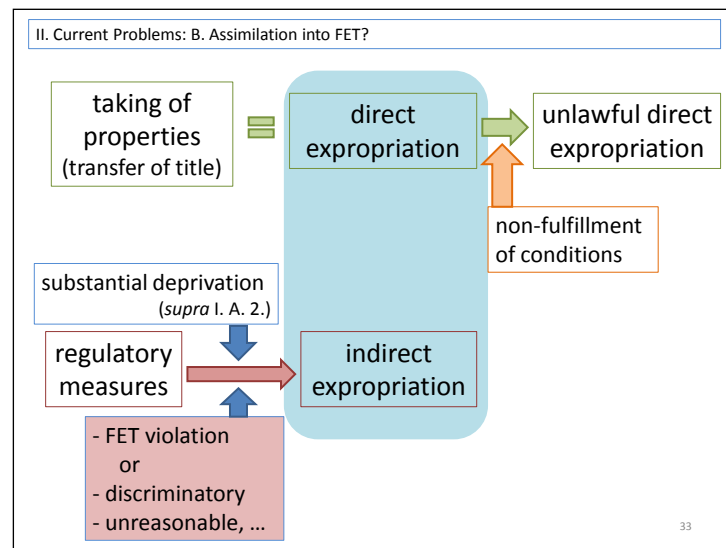 II. Current Problems: B. Assimilation into FET?
taking of
properties
(transfer of title)
direct
expropriation
unlawful direct
expropriation
non-fulfillment
of conditions
substantial deprivation
(supra I. A. 2.)
regulatory
measures
indirect
expropriation
- FET violation
or
- discriminatory
- unreasonable, …
33